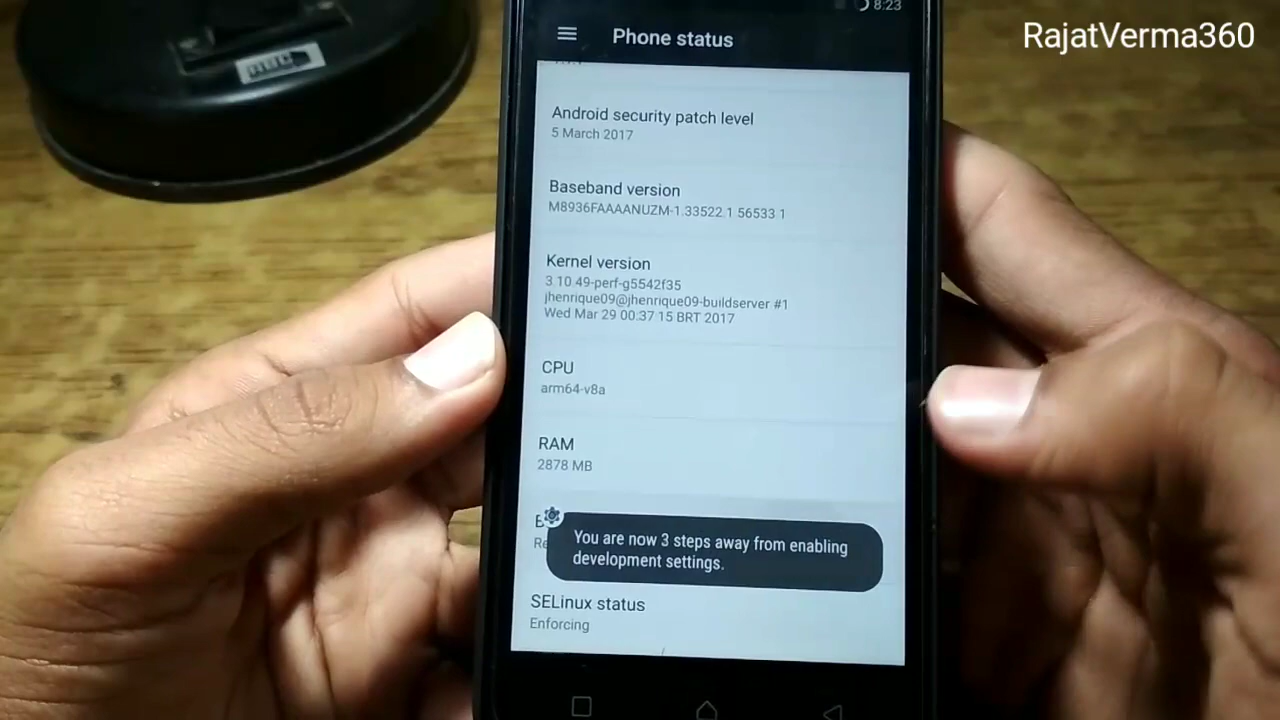 8:23
RajatVerma360
Phone status
Android security patch level
5 March 2017
Baseband version
M8936FAAAANUZM-1.33522.1 56533.1
Kernel version
3.10.49-perf-g5542f35
jhenrique09@jhenrique09-buildserver #1
Wed Mar 29 00:37:15 BRT 2017
CPU
arm64-v8a
RAM
2878 MB
You are now 3 steps away from enabling
development settings.
SELinux status
Enforcing